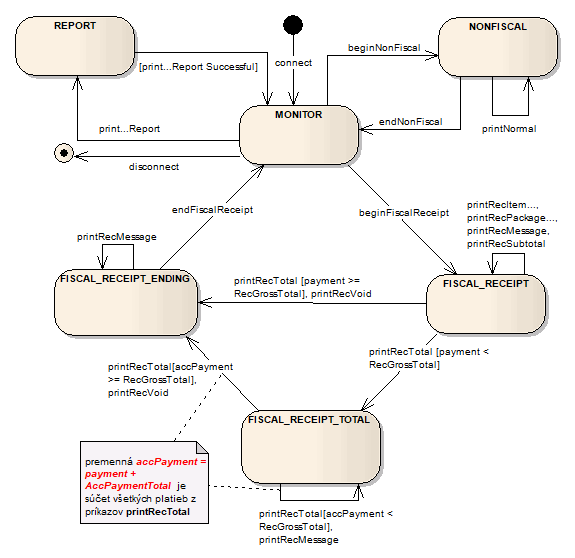 REPORT
NONFISCAL
beginNonFiscal
connect
[print...Report Successful]
MONITOR
endNonFiscal
printNormal
print...Report
disconnect
endFiscalReceipt
beginFiscalReceipt
printRecItem...,
printRecPackage...,
printRecMessage,
printRecSubtotal
printRecMessage
FISCAL_RECEIPT_ENDING
printRecTotal [payment >=
RecGrossTotal], printRecVoid
FISCAL_RECEIPT
printRecTotal [payment <
RecGrossTotal]
printRecTotal[accPayment
>= RecGrossTotal],
printRecVoid
FISCAL_RECEIPT_TOTAL
premenná accPayment =
payment +
AccPaymentTotal je
súčet všetkých platieb z
príkazov printRecTotal
printRecTotal[accPayment <
RecGrossTotal],
printRecMessage